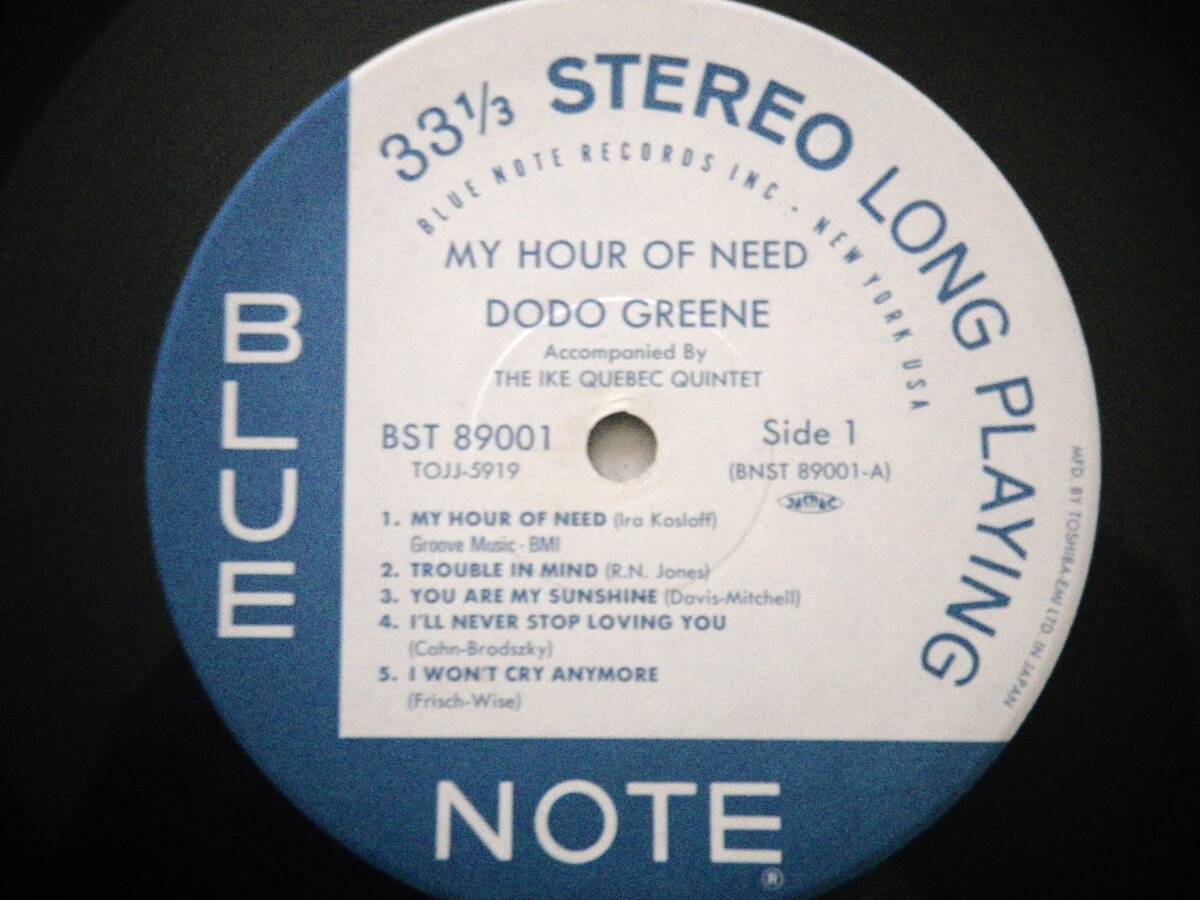 33 1/3 STEREO LONG PLAYING
BLUE NOTE RECORDS INC · NEW YORK USA
MY HOUR OF NEED
DODO GREENE
Accompanied By
THE IKE QUEBEC QUINTET
BST 89001
TOJJ-5919
Side 1
(BNST 89001-A)
JASRAC
1. MY HOUR OF NEED (Ira Kosloff)
Groove Music - BMI
2. TROUBLE IN MIND (R.N. Jones)
3. YOU ARE MY SUNSHINE (Davis-Mitchell)
4. I'LL NEVER STOP LOVING YOU
(Cahn-Brodszky)
5. I WON'T CRY ANYMORE
(Frisch-Wise)
MFD. BY TOSHIBA-EMI LTD. IN JAPAN
BLUE
NOTE
®